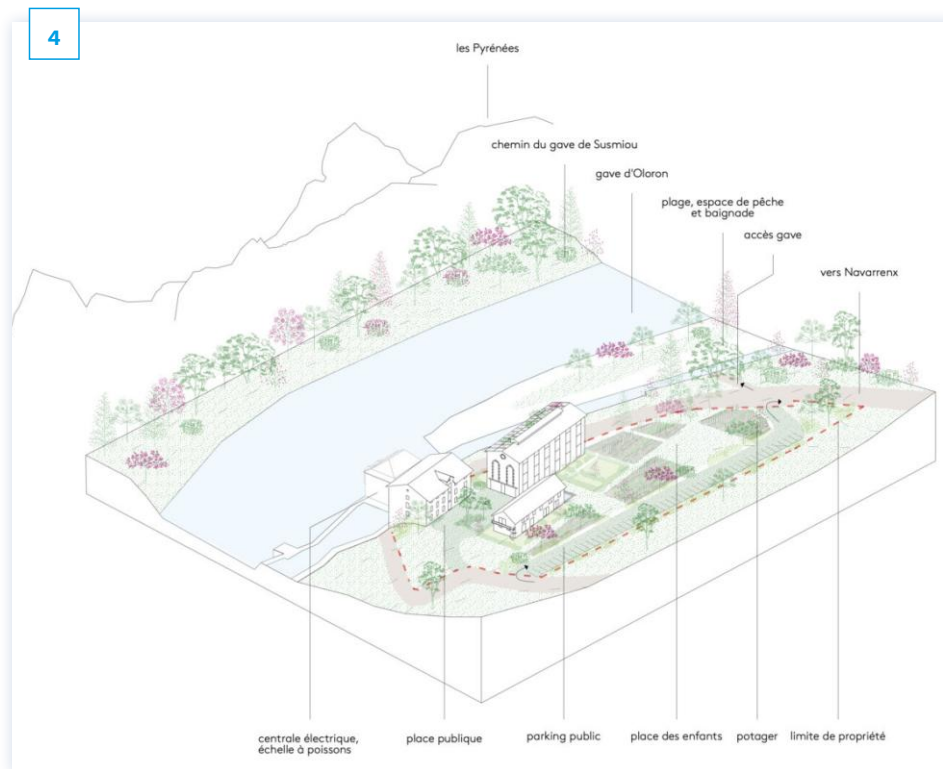 4
les Pyrénées
chemin du gave de Susmiou
gave d'Oloron
plage, espace de pêche
et baignade
accès gave
vers Navarrenx
centrale électrique,
échelle à poissons
place publique
parking public
place des enfants
potager
limite de propriété